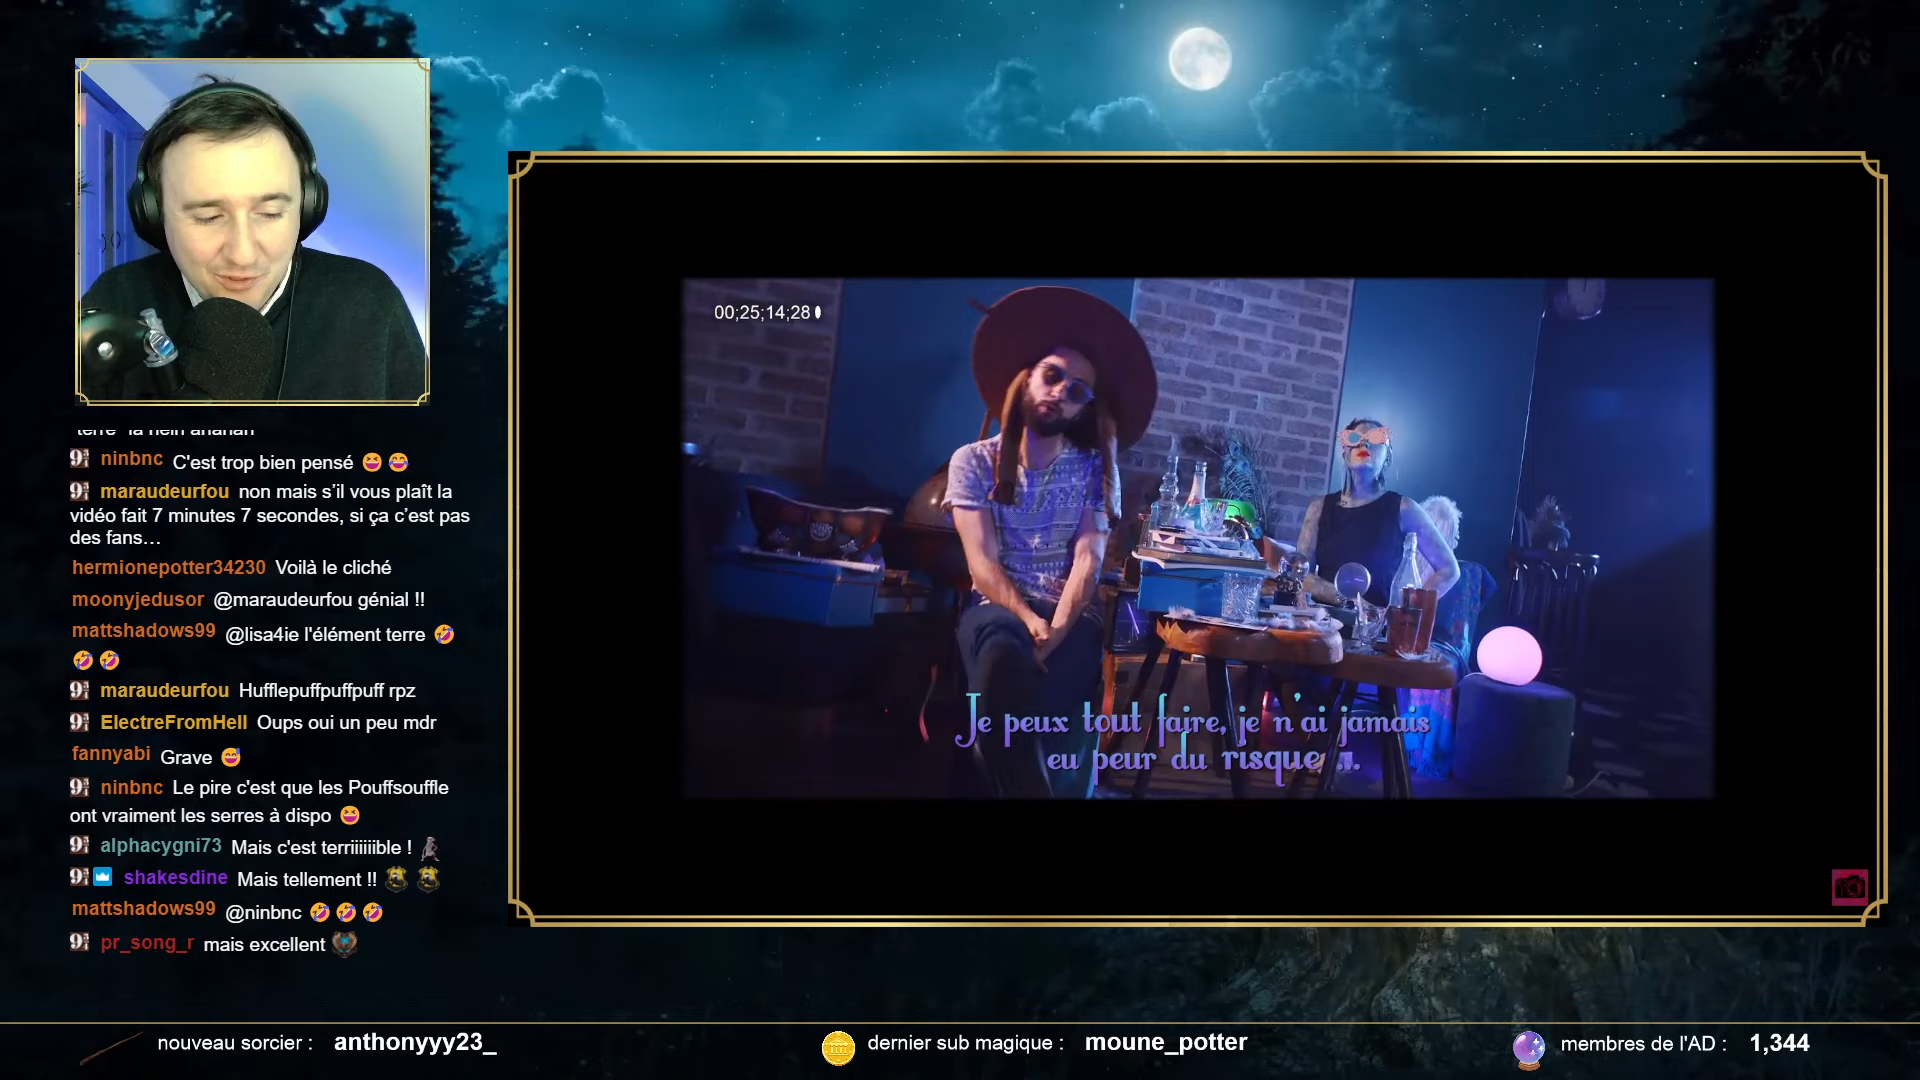 ninbnc C'est trop bien pensé
maraudeurfou non mais s'il vous plaît la
vidéo fait 7 minutes 7 secondes, si ça c'est pas
des fans…
hermionepotter34230 Voilà le cliché
moonyjedusor @maraudeurfou génial !!
mattshadows99 @lisa4ie l'élément terre
maraudeurfou Hufflepuffpuffpuff rpz
ElectreFromHell Oups oui un peu mdr
fannyabi Grave
ninbnc Le pire c'est que les Pouffsouffle
ont vraiment les serres à dispo
alphacygni73 Mais c'est terriiiiiible !
shakesdine Mais tellement !!
mattshadows99 @ninbnc
pr_song_r mais excellent
00;25;14;28
Je peux tout faire, je n'ai jamais
eu peur du risque ...
nouveau sorcier : anthonyyy23_
dernier sub magique : moune_potter
membres de l'AD : 1,344